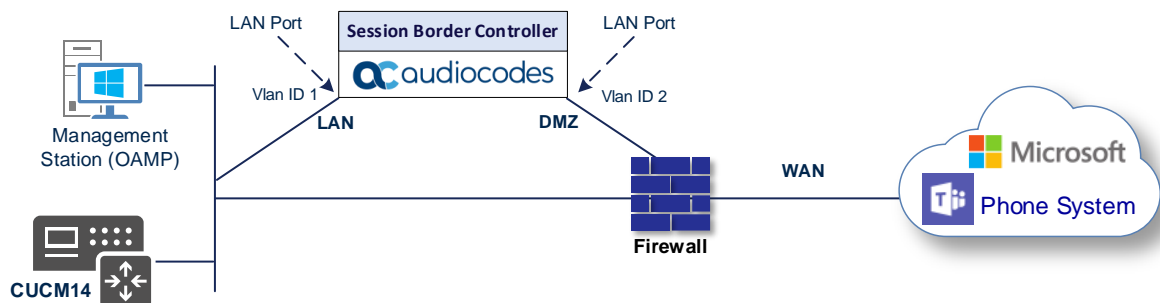 LAN Port
LAN Port
Session Border Controller
audiocodes
Vlan ID 1
Vlan ID 2
LAN
DMZ
Management
Station (OAMP)
WAN
Microsoft
T
Phone System
Firewall
CUCM14